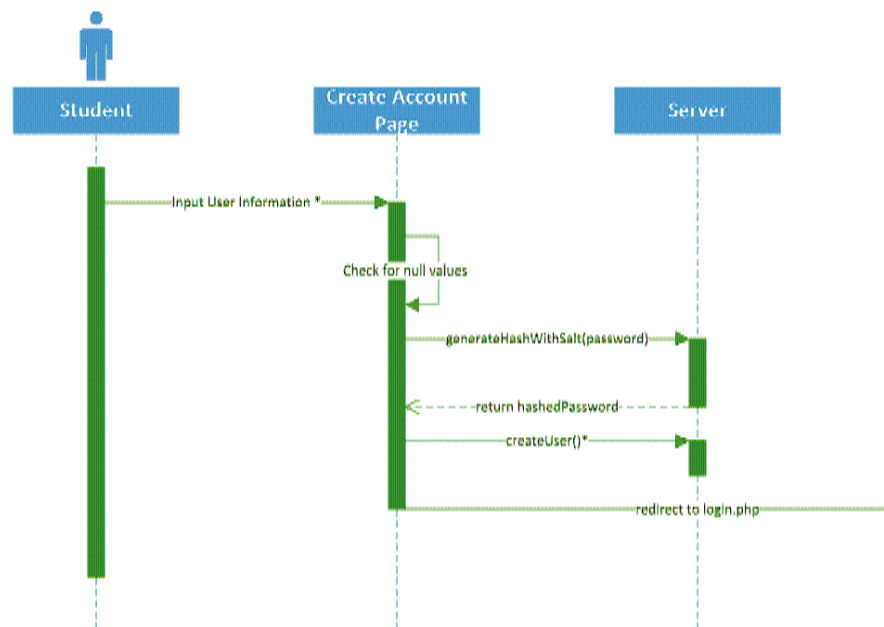 Student
Create Account
Page
Server
Input User Information *
Check for null values
generateHashWithSalt(password)
return hashedPassword
createUser()*
redirect to login.php